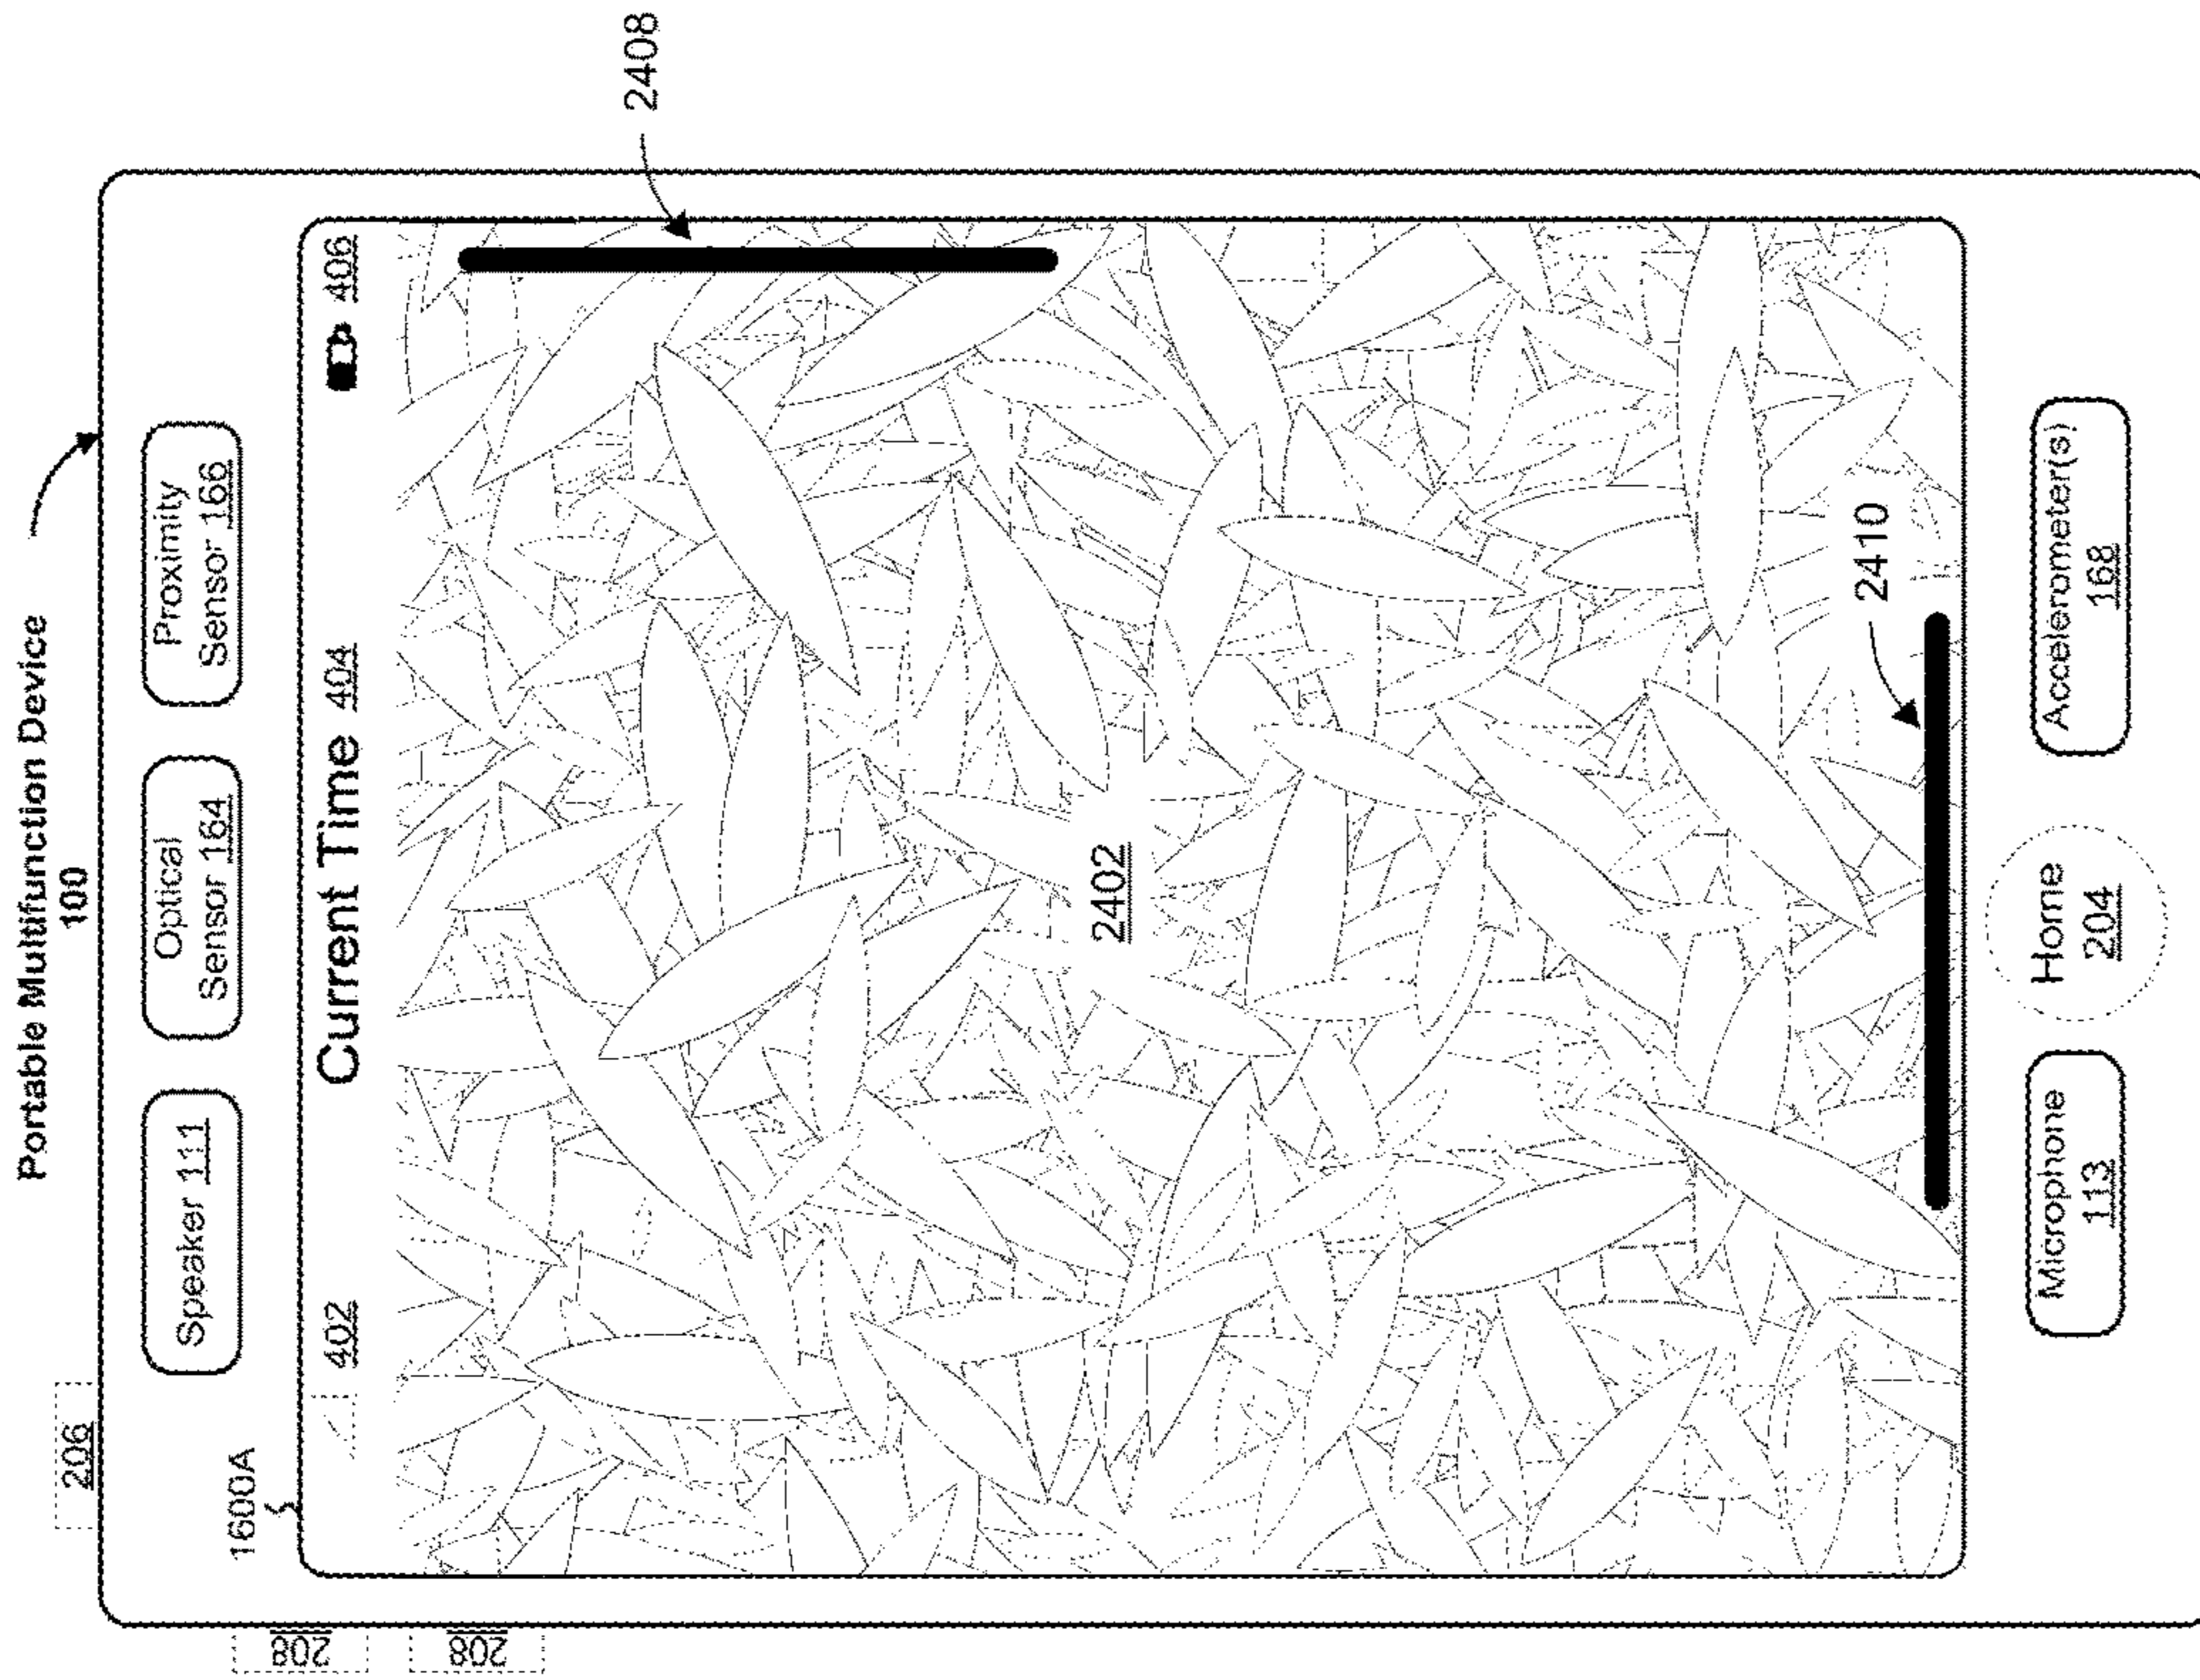 Portable Multifunction Device
100
206
Speaker 111
Optical
Sensor 164
Proximity
Sensor 166
1600A
208
208
402
Current Time 404
406
2408
2402
2410
Microphone
113
Home
204
Accelerometer(s)
168